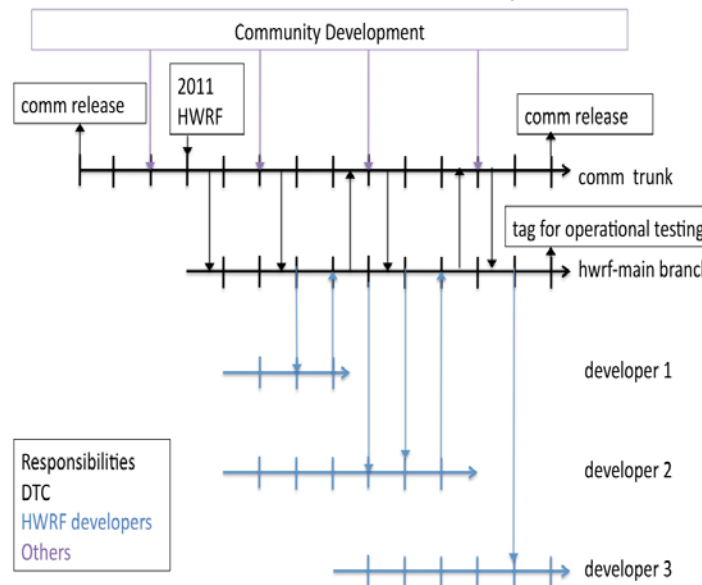 Community Development
comm release
2011
HWRF
comm release
comm trunk
tag for operational testing
hwrf-main branch
developer 1
developer 2
developer 3
Responsibilities
DTC
HWRF developers
Others